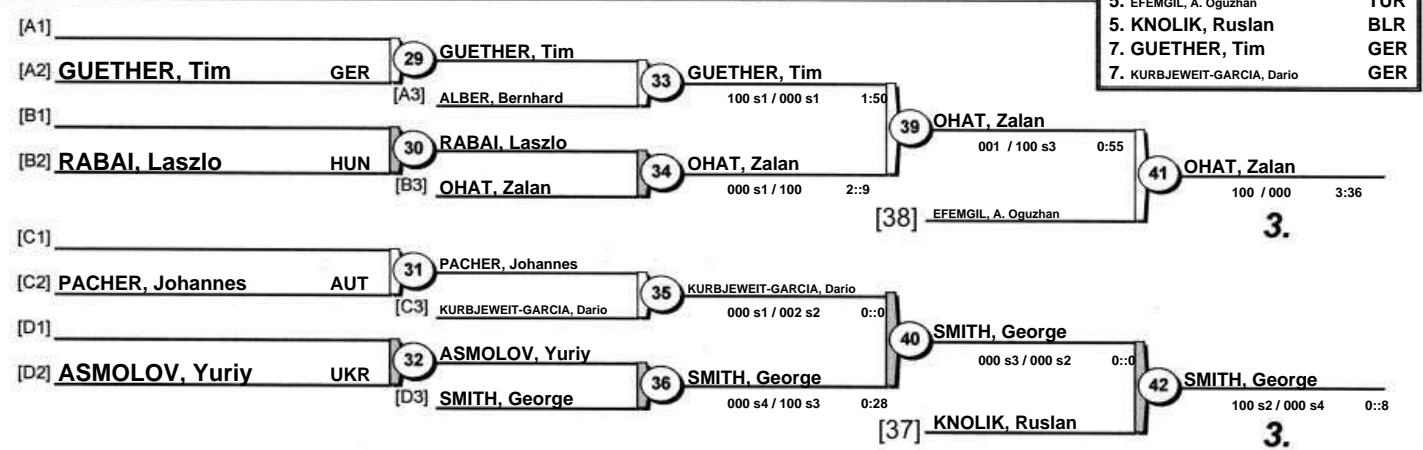 5. EFEMGIL, A. Oguzhan TUR
5. KNOLIK, Ruslan BLR
7. GUETHER, Tim GER
7. KURBJEWEIT-GARCIA, Dario GER
[A1]
[A2] GUETHER, Tim GER
29
GUETHER, Tim
[A3] ALBER, Bernhard
33
GUETHER, Tim
100 s1 / 000 s1 1:50
[B1]
[B2] RABAI, Laszlo HUN
30
RABAI, Laszlo
[B3] OHAT, Zalan
34
OHAT, Zalan
000 s1 / 100 2::9
39
OHAT, Zalan
001 / 100 s3 0:55
[38] EFEMGIL, A. Oguzhan
41
OHAT, Zalan
100 / 000 3:36
3.
[C1]
[C2] PACHER, Johannes AUT
31
PACHER, Johannes
[C3] KURBJEWEIT-GARCIA, Dario
35
KURBJEWEIT-GARCIA, Dario
000 s1 / 002 s2 0::0
[D1]
[D2] ASMOLOV, Yuriy UKR
32
ASMOLOV, Yuriy
[D3] SMITH, George
36
SMITH, George
000 s4 / 100 s3 0:28
40
SMITH, George
000 s3 / 000 s2 0::0
[37] KNOLIK, Ruslan
42
SMITH, George
100 s2 / 000 s4 0::8
3.